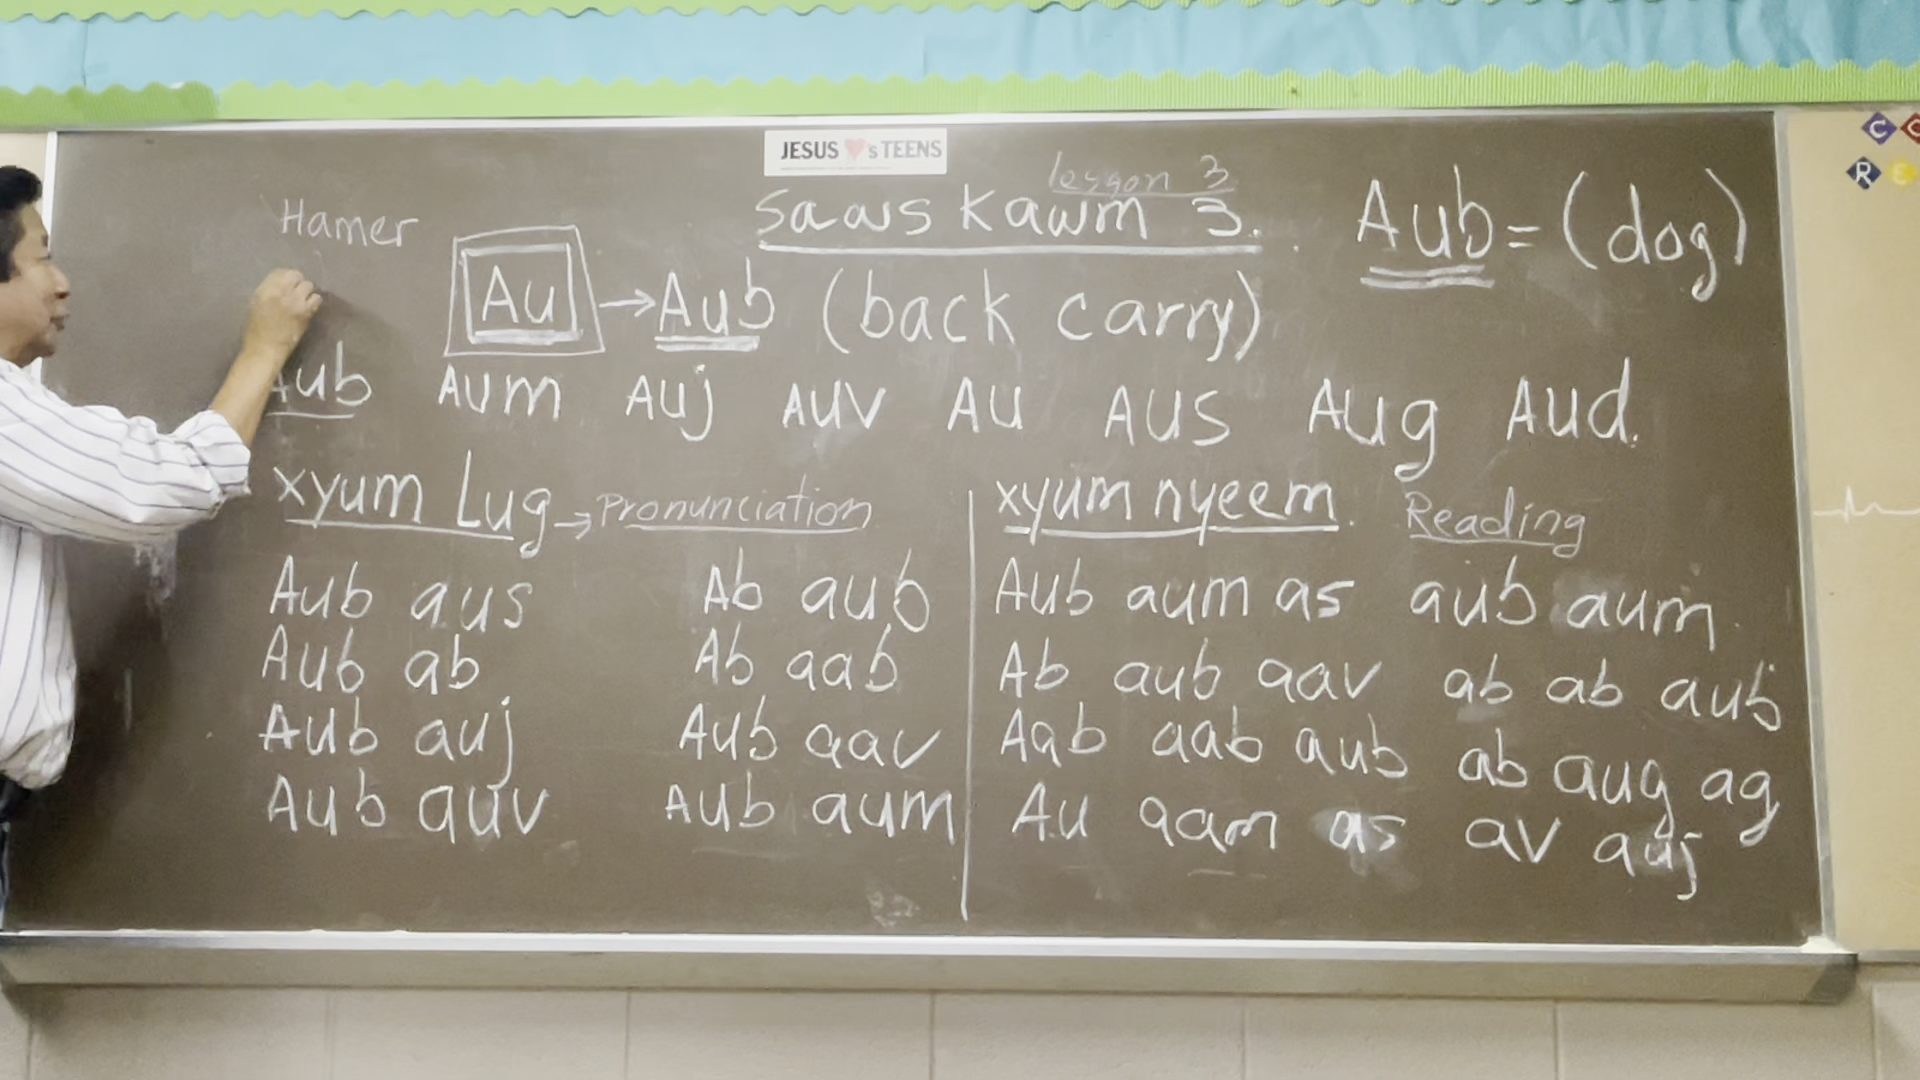 JESUS ♥'s TEENS
lesson 3
Saaus Kawm 3.
Aub = (dog)
Hamer
Au → Aub (back carry)
Aub Aum Auj Auv Au Aus Aug Aud.
xyum Lug → Pronunciation
Aub aus Ab aub
Aub ab Ab aab
Aub auj Aub aav
Aub auv Aub aum
xyum nyeem. Reading
Aub aum as aub aum
Ab aub aav ab ab aub
Aab aab aub ab aug ag
Au aam as av auj
C
R
E